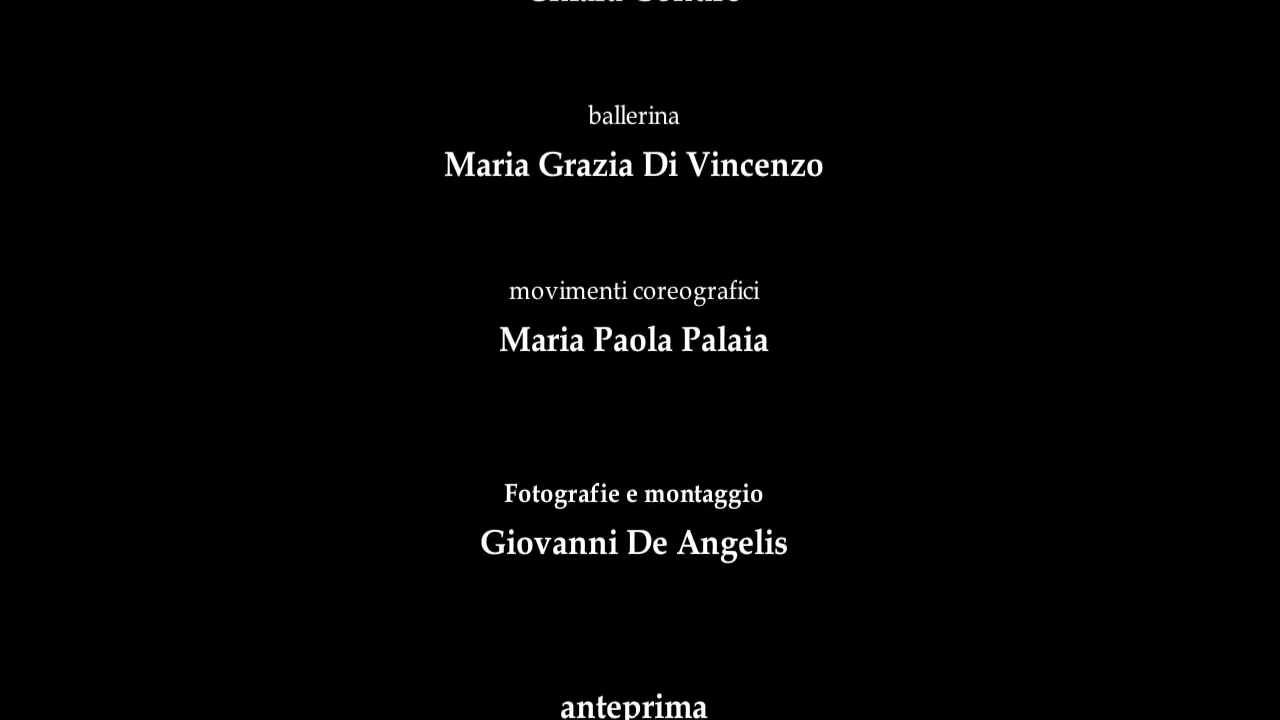 ballerina
Maria Grazia Di Vincenzo
movimenti coreografici
Maria Paola Palaia
Fotografie e montaggio
Giovanni De Angelis
anteprima